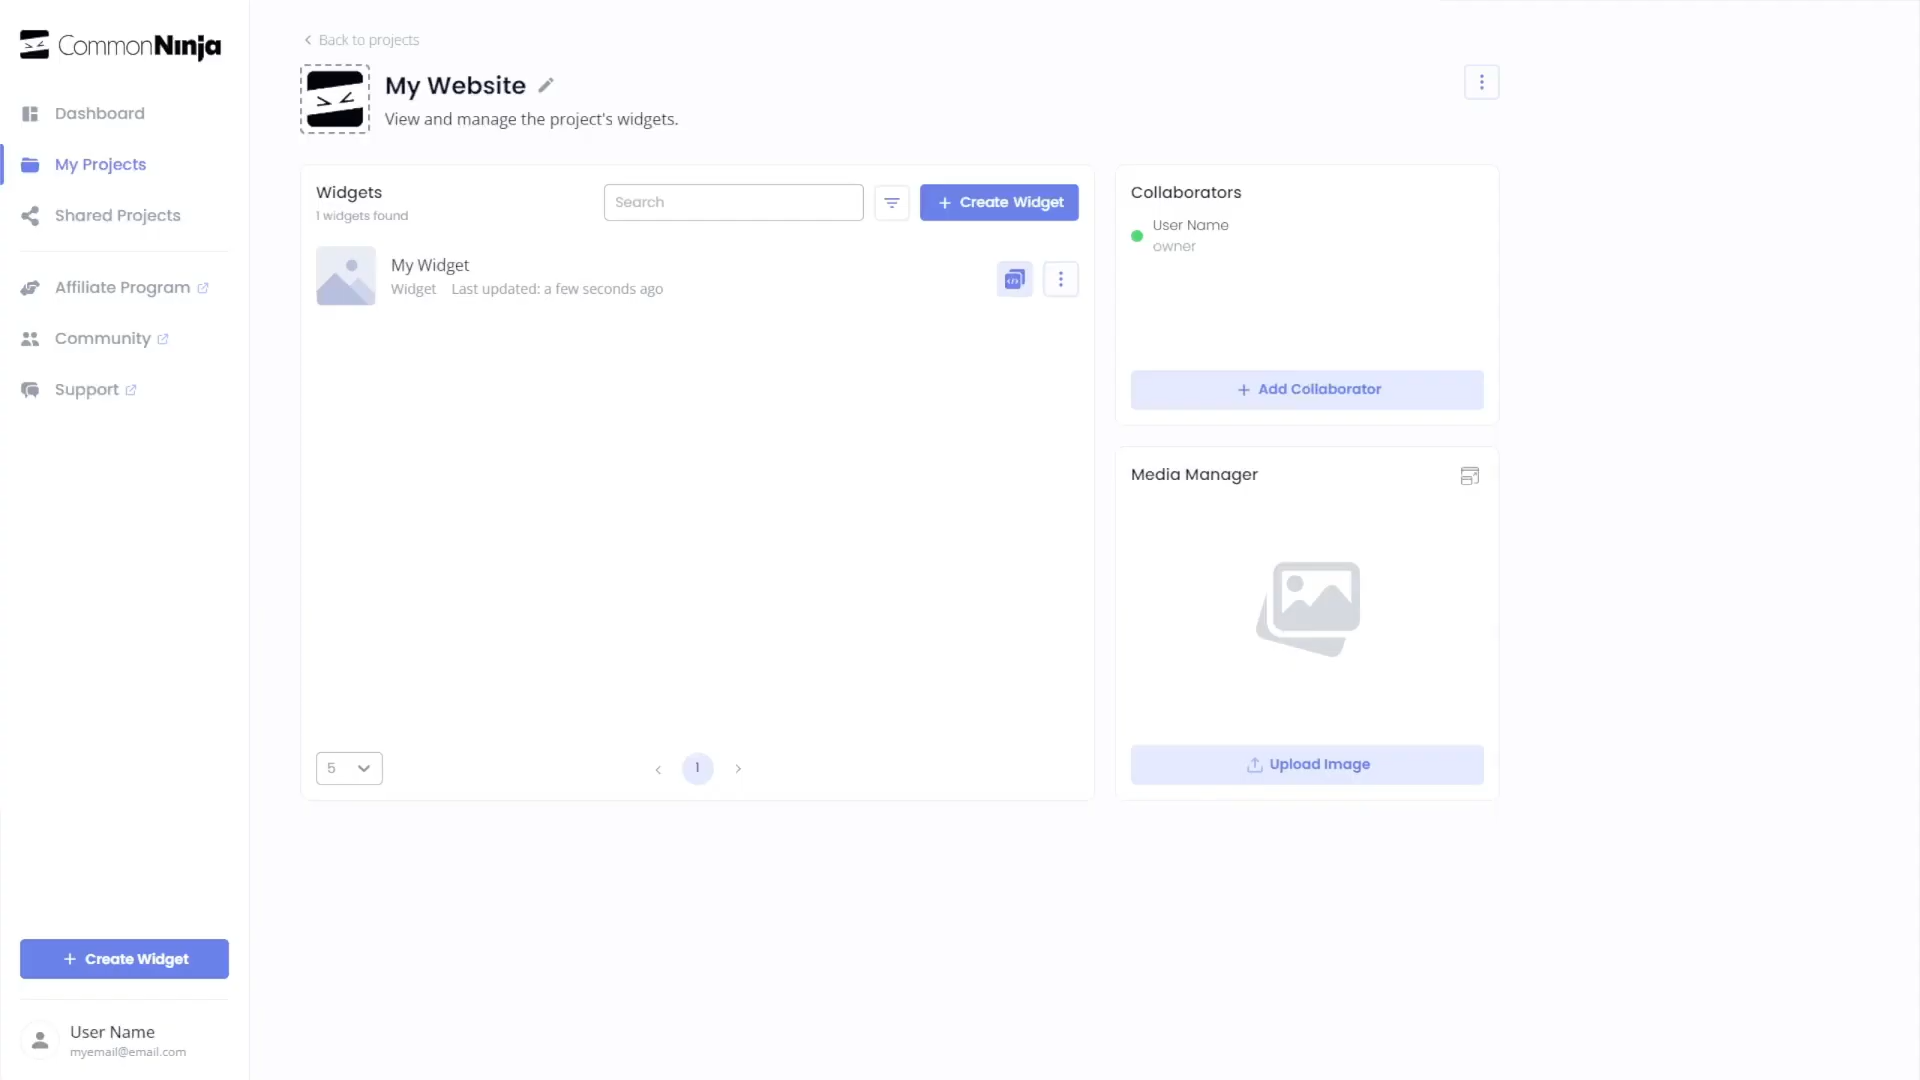 CommonNinja
Dashboard
My Projects
Shared Projects
Affiliate Program
Community
Support
Create Widget
User Name
myemail@email.com
Back to projects
My Website
View and manage the project's widgets.
Widgets
1 widgets found
Search
Create Widget
My Widget
Widget Last updated: a few seconds ago
5
1
Collaborators
User Name
owner
Add Collaborator
Media Manager
Upload Image